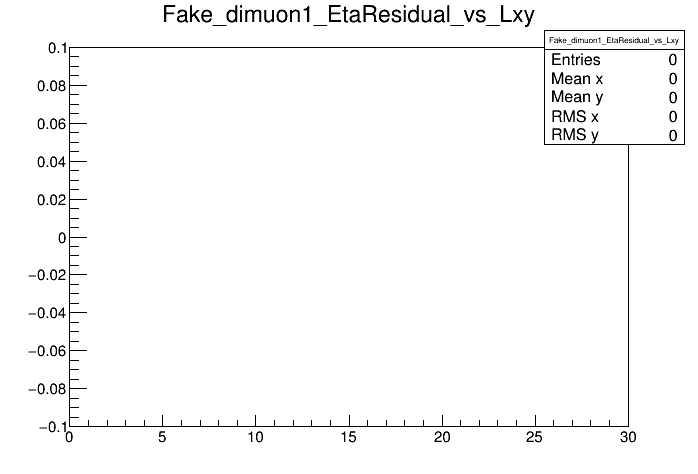 Fake_dimuon1_EtaResidual_vs_Lxy
Fake_dimuon1_EtaResidual_vs_Lxy
Entries 0
Mean x 0
Mean y 0
RMS x 0
RMS y 0
0.1
0.08
0.06
0.04
0.02
0
−0.02
−0.04
−0.06
−0.08
−0.1
0 5 10 15 20 25 30